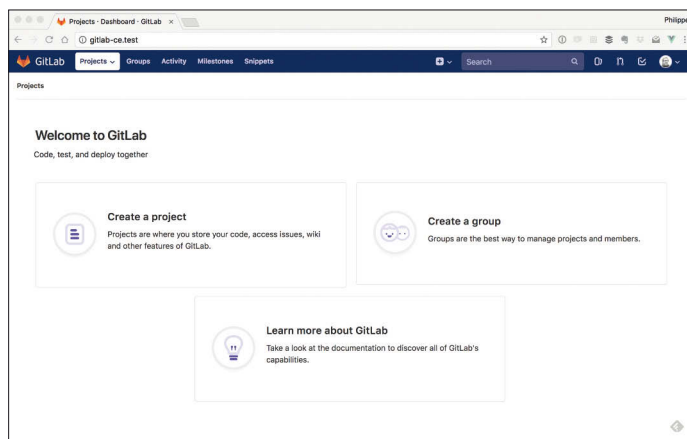 Projects · Dashboard · GitLab
Philippe
gitlab-ce.test
GitLab Projects Groups Activity Milestones Snippets Search
Projects
Welcome to GitLab
Code, test, and deploy together
Create a project
Projects are where you store your code, access issues, wiki
and other features of GitLab.
Create a group
Groups are the best way to manage projects and members.
Learn more about GitLab
Take a look at the documentation to discover all of GitLab's
capabilities.